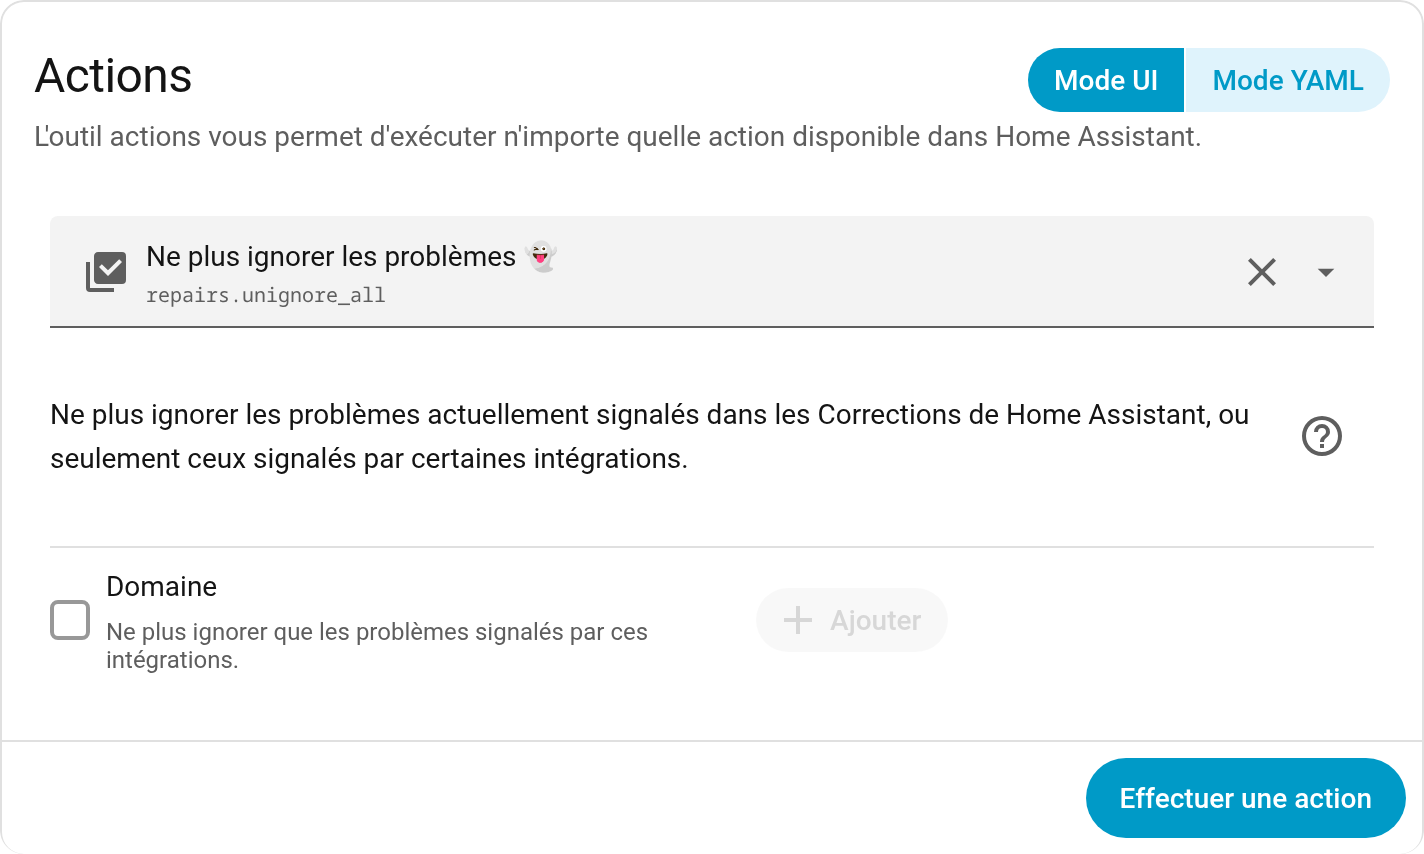 Actions
Mode UI
Mode YAML
L'outil actions vous permet d'exécuter n'importe quelle action disponible dans Home Assistant.
Ne plus ignorer les problèmes 👻
repairs.unignore_all
Ne plus ignorer les problèmes actuellement signalés dans les Corrections de Home Assistant, ou
seulement ceux signalés par certaines intégrations.
Domaine
Ne plus ignorer que les problèmes signalés par ces
intégrations.
Ajouter
Effectuer une action